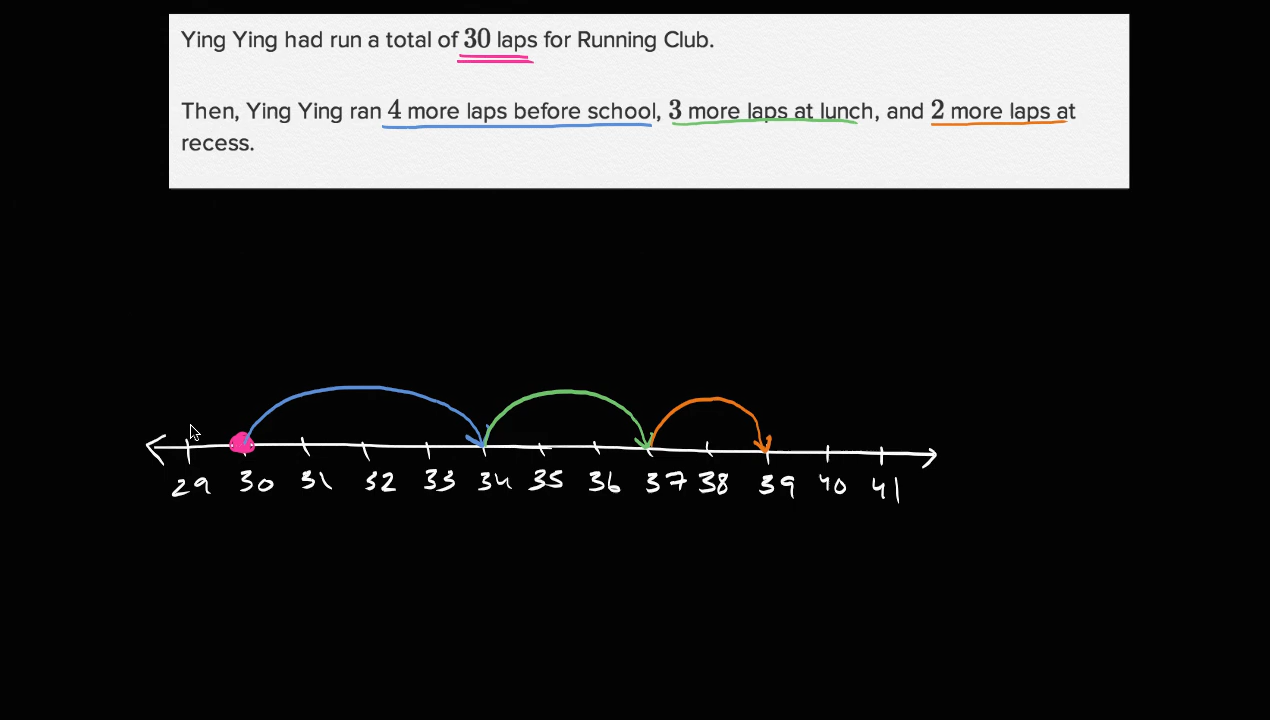 Ying Ying had run a total of 30 laps for Running Club.
Then, Ying Ying ran 4 more laps before school, 3 more laps at lunch, and 2 more laps at
recess.
29 30 31 32 33 34 35 36 37 38 39 40 41